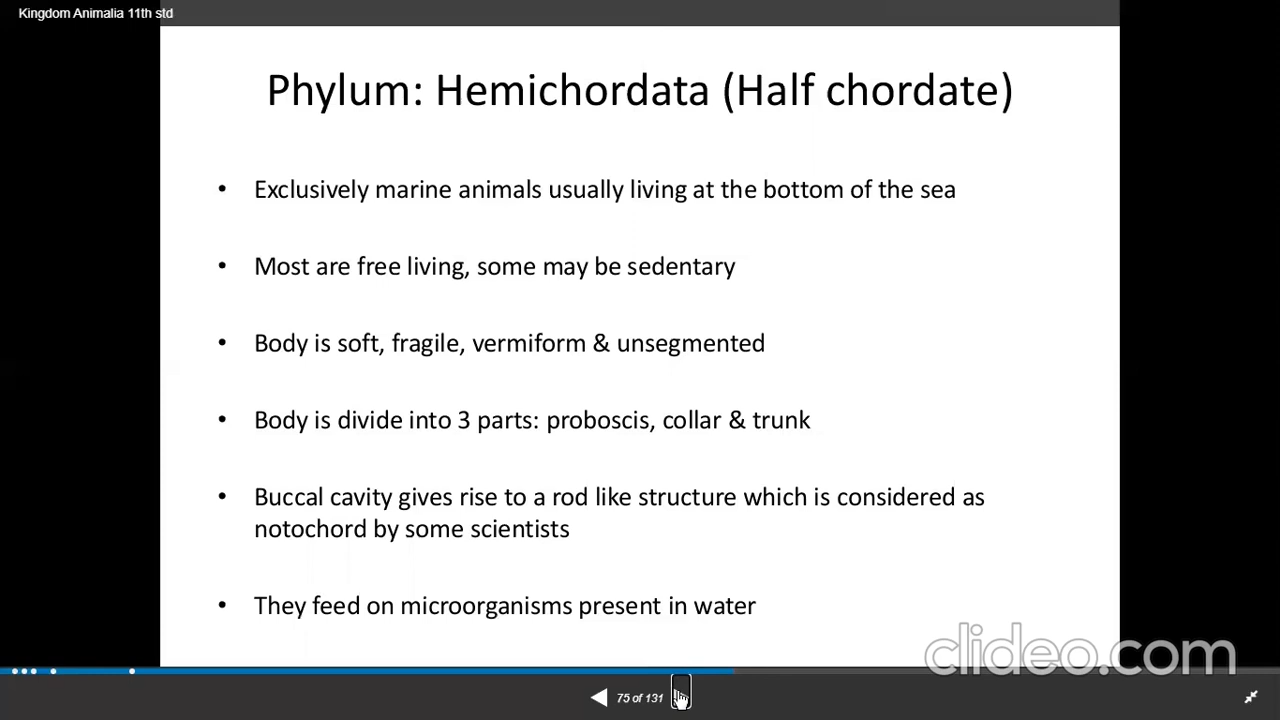 Kingdom Animalia 11th std
Phylum: Hemichordata (Half chordate)
• Exclusively marine animals usually living at the bottom of the sea
• Most are free living, some may be sedentary
• Body is soft, fragile, vermiform & unsegmented
• Body is divide into 3 parts: proboscis, collar & trunk
• Buccal cavity gives rise to a rod like structure which is considered as
notochord by some scientists
• They feed on microorganisms present in water
clideo.com
75 of 131